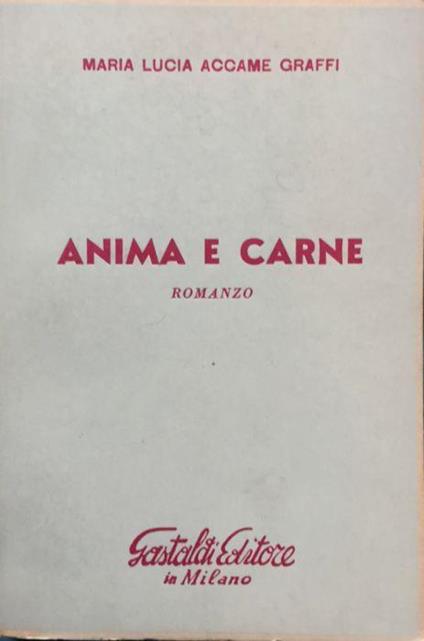 MARIA LUCIA ACCAME GRAFFI
ANIMA E CARNE
ROMANZO
Gastaldi Editore
in Milano